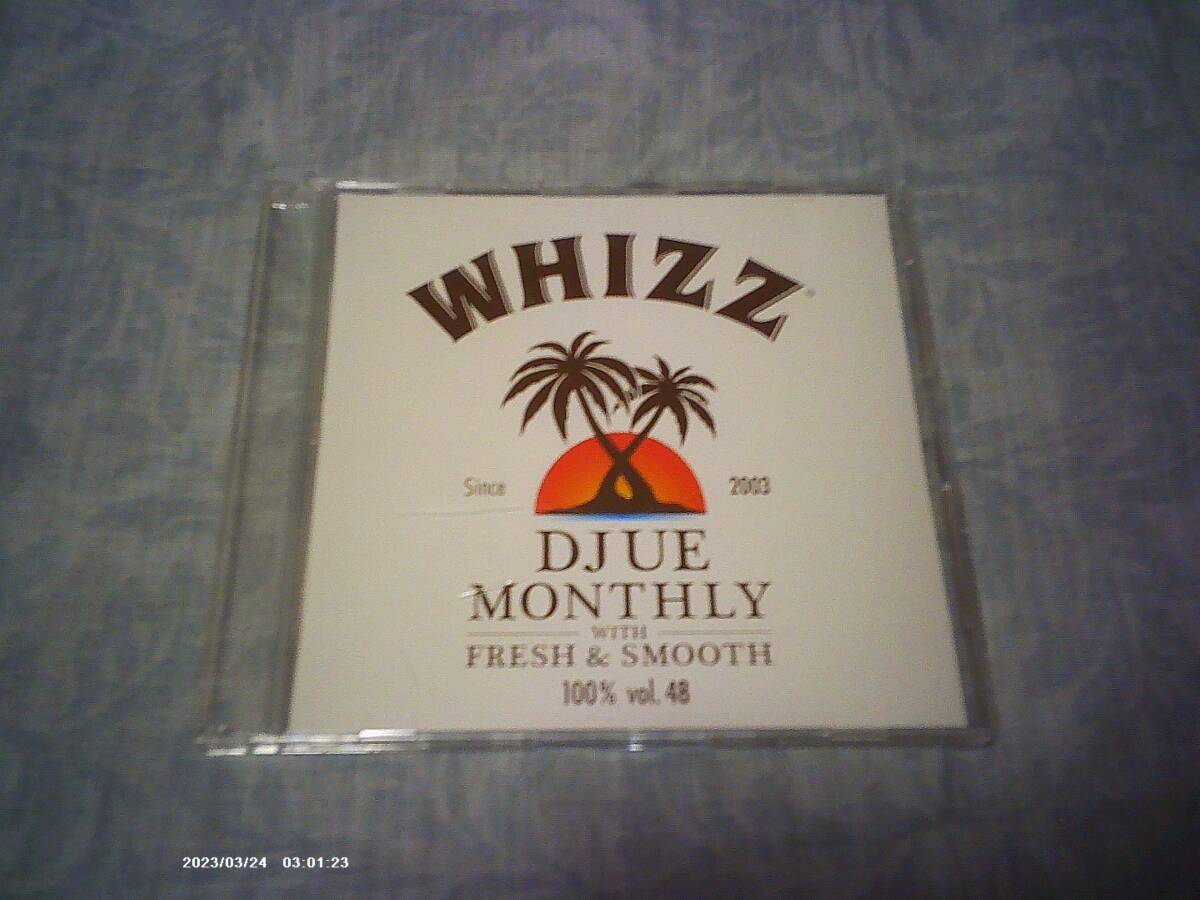 WHIZZ
Since 2003
DJ UE
MONTHLY
WITH
FRESH & SMOOTH
100% vol. 48
2023/03/24 03:01:23